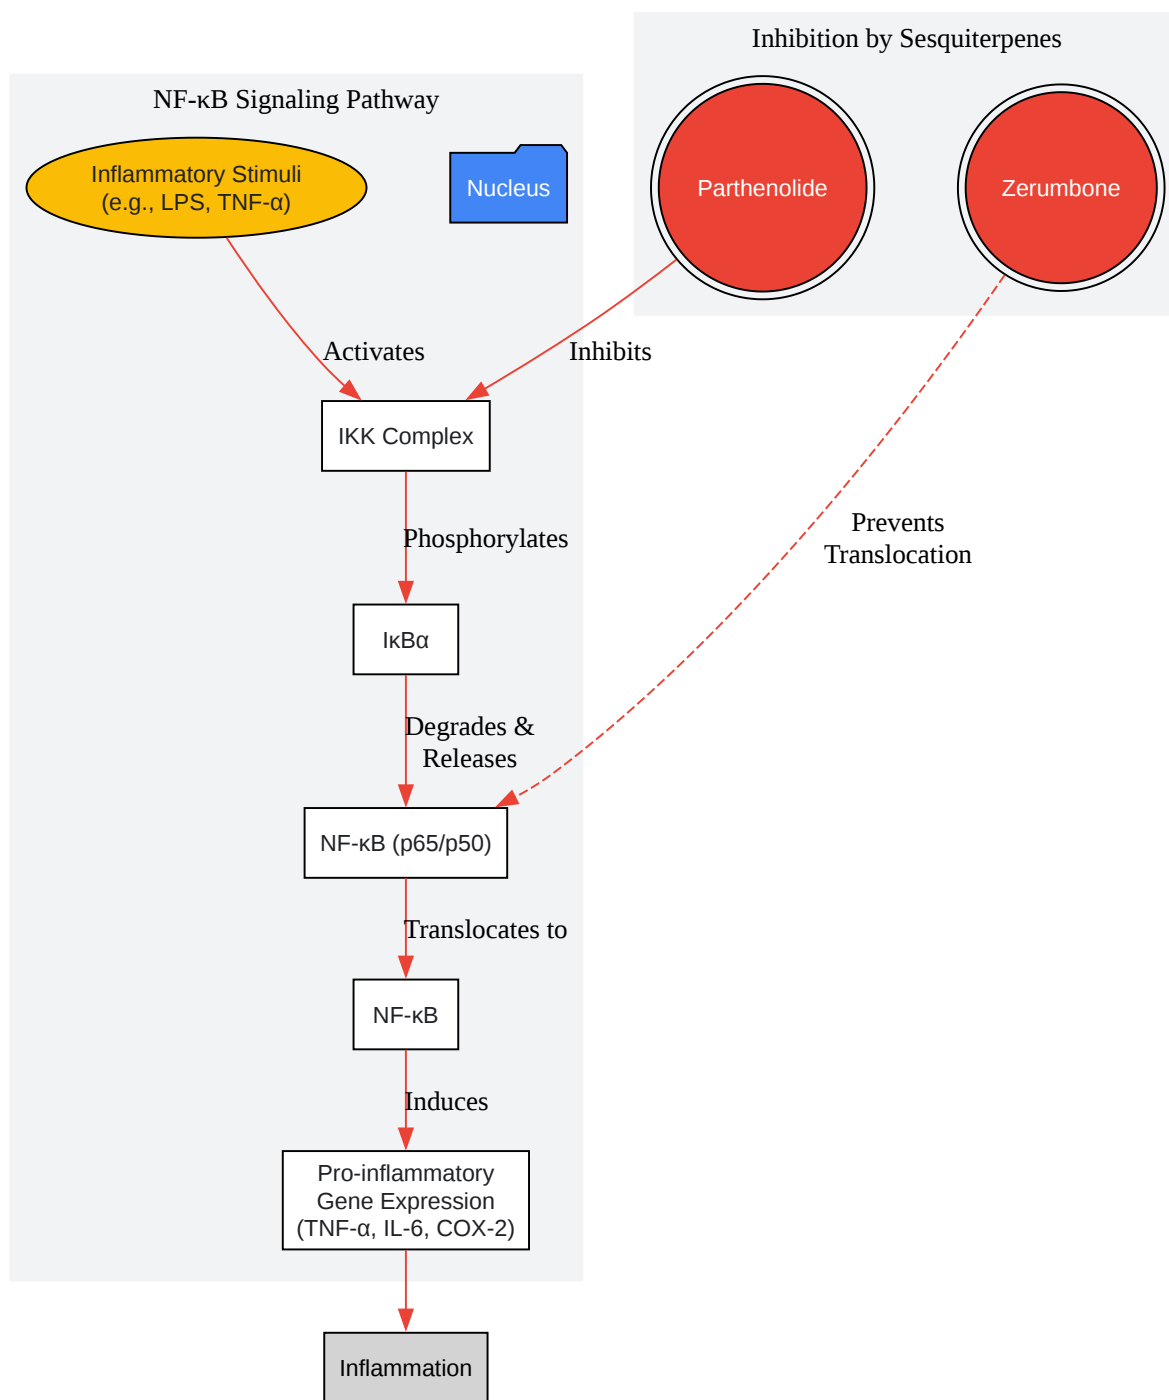 Inhibition by Sesquiterpenes
NF-κB Signaling Pathway
Inflammatory Stimuli
(e.g., LPS, TNF-α)
Nucleus
Parthenolide
Zerumbone
Activates
Inhibits
IKK Complex
Phosphorylates
Prevents
Translocation
IκBα
Degrades &
Releases
NF-κB (p65/p50)
Translocates to
NF-κB
Induces
Pro-inflammatory
Gene Expression
(TNF-α, IL-6, COX-2)
Inflammation